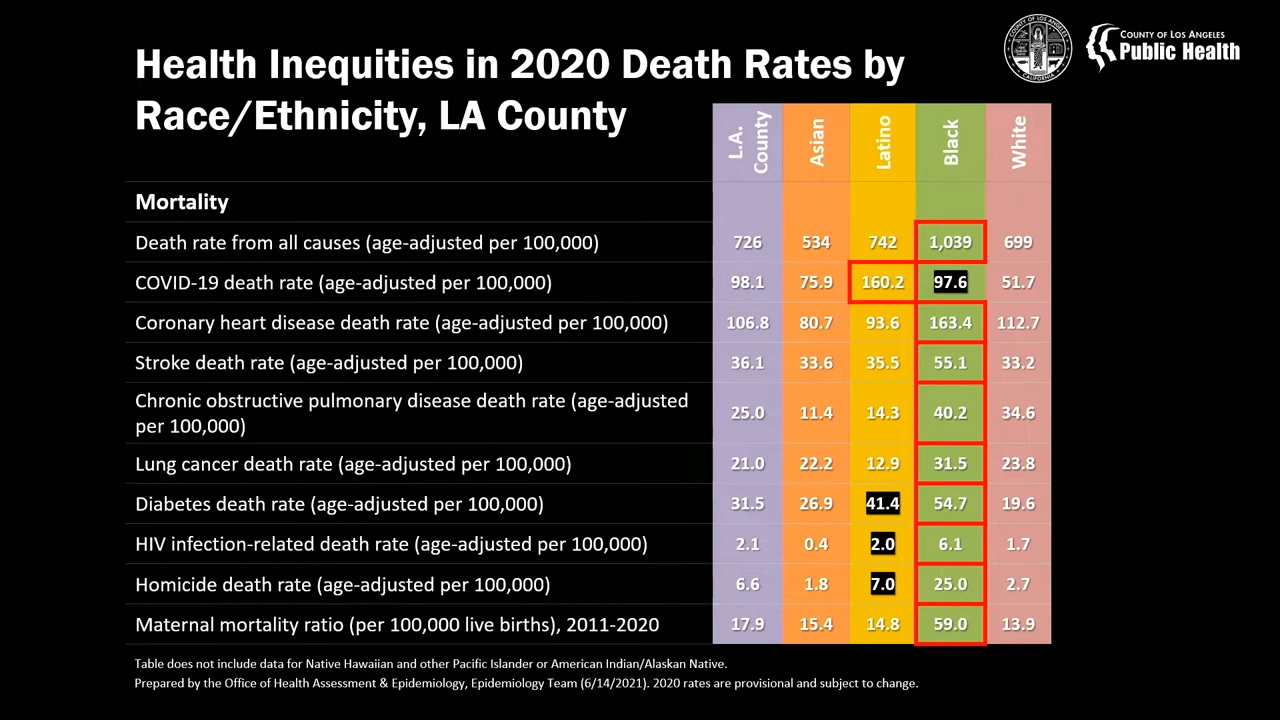 COUNTY OF LOS ANGELES
Public Health
Health Inequities in 2020 Death Rates by
Race/Ethnicity, LA County
L.A. County Asian Latino Black White
Mortality
Death rate from all causes (age-adjusted per 100,000) 726 534 742 1,039 699
COVID-19 death rate (age-adjusted per 100,000) 98.1 75.9 160.2 97.6 51.7
Coronary heart disease death rate (age-adjusted per 100,000) 106.8 80.7 93.6 163.4 112.7
Stroke death rate (age-adjusted per 100,000) 36.1 33.6 35.5 55.1 33.2
Chronic obstructive pulmonary disease death rate (age-adjusted
per 100,000) 25.0 11.4 14.3 40.2 34.6
Lung cancer death rate (age-adjusted per 100,000) 21.0 22.2 12.9 31.5 23.8
Diabetes death rate (age-adjusted per 100,000) 31.5 26.9 41.4 54.7 19.6
HIV infection-related death rate (age-adjusted per 100,000) 2.1 0.4 2.0 6.1 1.7
Homicide death rate (age-adjusted per 100,000) 6.6 1.8 7.0 25.0 2.7
Maternal mortality ratio (per 100,000 live births), 2011-2020 17.9 15.4 14.8 59.0 13.9
Table does not include data for Native Hawaiian and other Pacific Islander or American Indian/Alaskan Native.
Prepared by the Office of Health Assessment & Epidemiology, Epidemiology Team (6/14/2021). 2020 rates are provisional and subject to change.